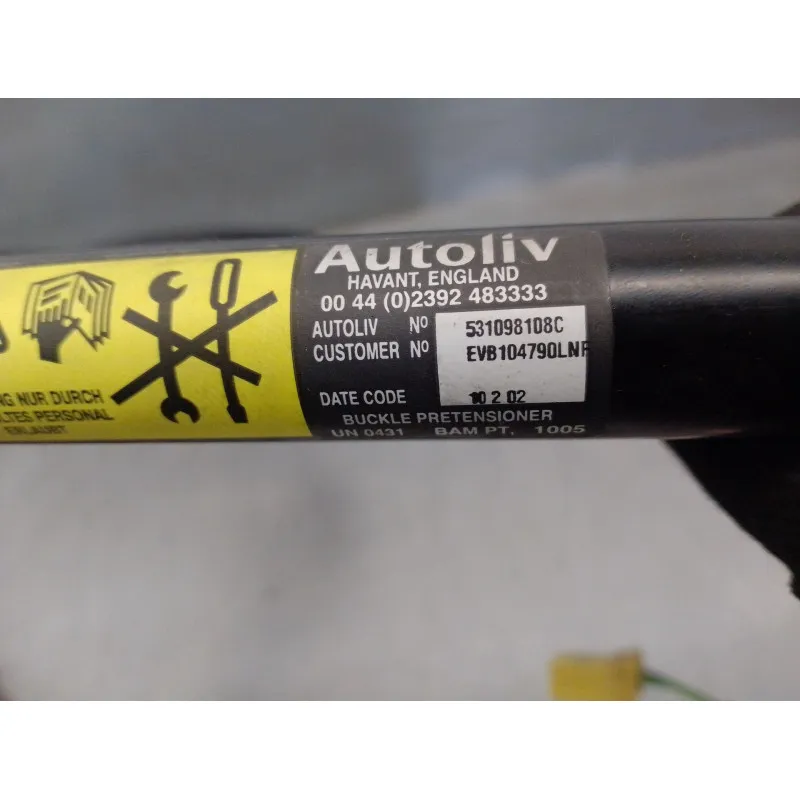 Autoliv
HAVANT, ENGLAND
00 44 (0)2392 483333
AUTOLIV Nº 531098108C
CUSTOMER Nº EVB104790LNF
DATE CODE 10 2 02
BUCKLE PRETENSIONER
UN 0431 BAM PT. 1005
NUR DURCH
PERSONAL
ERLAUBT